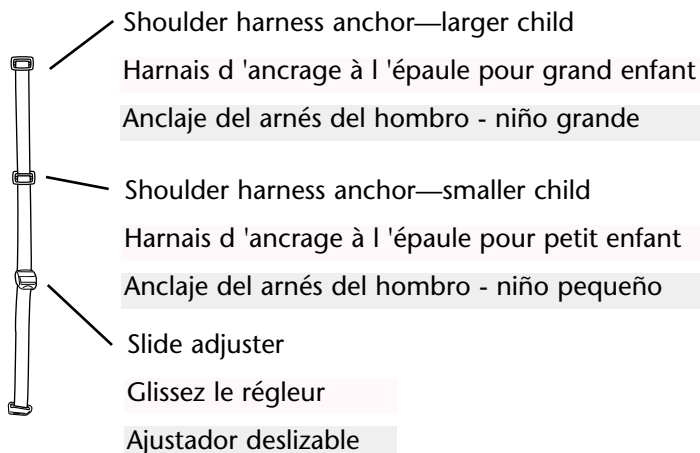 Shoulder harness anchor—larger child
Harnais d 'ancrage à l 'épaule pour grand enfant
Anclaje del arnés del hombro - niño grande
Shoulder harness anchor—smaller child
Harnais d 'ancrage à l 'épaule pour petit enfant
Anclaje del arnés del hombro - niño pequeño
Slide adjuster
Glissez le régleur
Ajustador deslizable